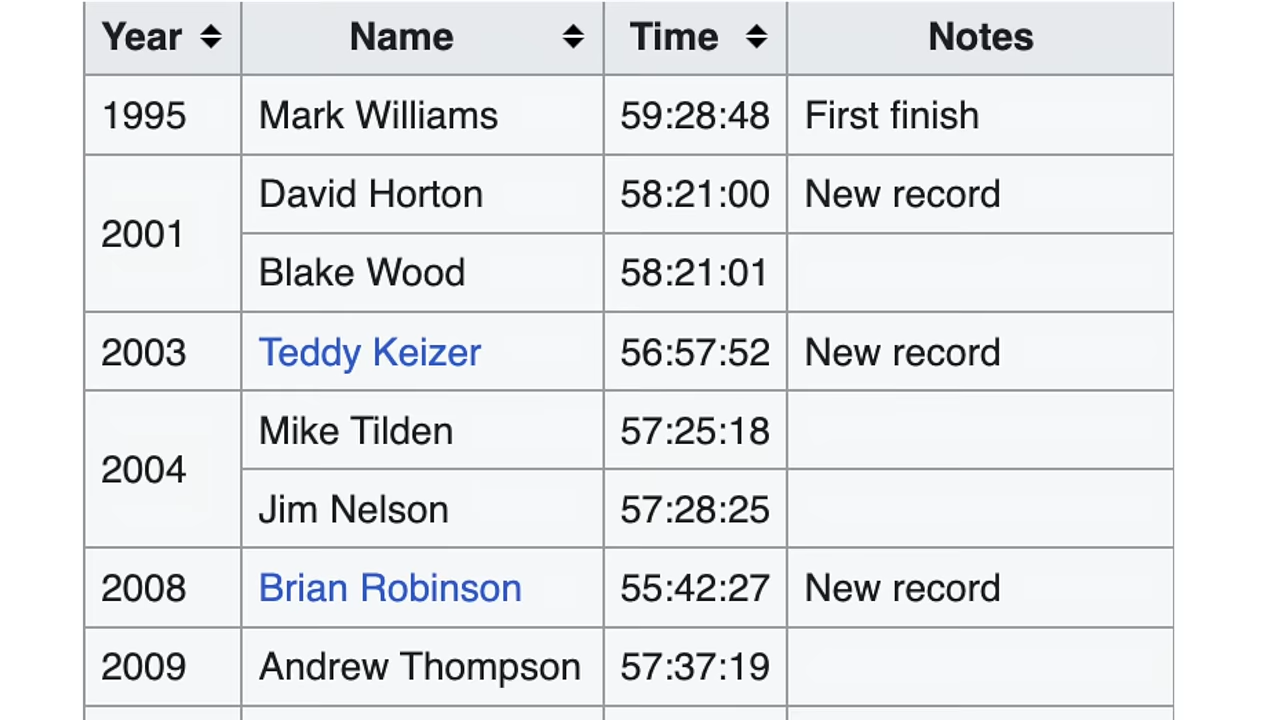 Year Name Time Notes
1995 Mark Williams 59:28:48 First finish
2001 David Horton 58:21:00 New record
Blake Wood 58:21:01
2003 Teddy Keizer 56:57:52 New record
2004 Mike Tilden 57:25:18
Jim Nelson 57:28:25
2008 Brian Robinson 55:42:27 New record
2009 Andrew Thompson 57:37:19